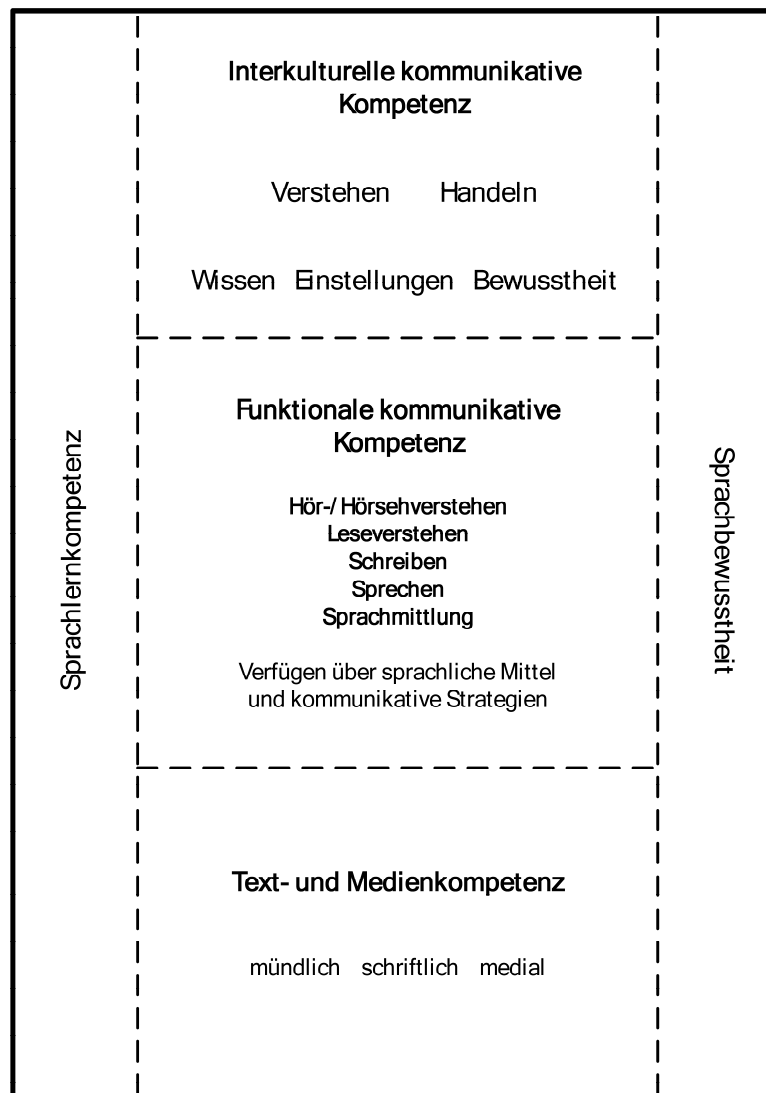 Interkulturelle kommunikative
Kompetenz
Verstehen Handeln
Wissen Einstellungen Bewusstheit
Sprachlernkompetenz
Funktionale kommunikative
Kompetenz
Hör-/ Hörsehverstehen
Leseverstehen
Schreiben
Sprechen
Sprachmittlung
Verfügen über sprachliche Mittel
und kommunikative Strategien
Sprachbewusstheit
Text- und Medienkompetenz
mündlich schriftlich medial